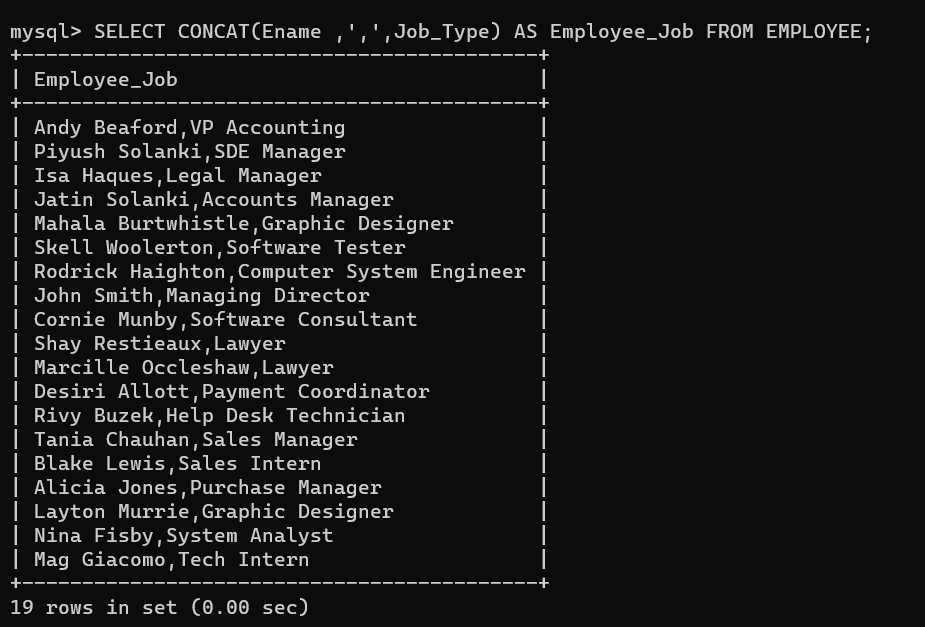 mysql> SELECT CONCAT(Ename ,',',Job_Type) AS Employee_Job FROM EMPLOYEE;
+-------------------------------------------+
| Employee_Job                              |
+-------------------------------------------+
| Andy Beaford,VP Accounting                |
| Piyush Solanki,SDE Manager                |
| Isa Haques,Legal Manager                  |
| Jatin Solanki,Accounts Manager            |
| Mahala Burtwhistle,Graphic Designer       |
| Skell Woolerton,Software Tester           |
| Rodrick Haighton,Computer System Engineer |
| John Smith,Managing Director              |
| Cornie Munby,Software Consultant          |
| Shay Restieaux,Lawyer                     |
| Marcille Occleshaw,Lawyer                 |
| Desiri Allott,Payment Coordinator         |
| Rivy Buzek,Help Desk Technician           |
| Tania Chauhan,Sales Manager               |
| Blake Lewis,Sales Intern                  |
| Alicia Jones,Purchase Manager             |
| Layton Murrie,Graphic Designer            |
| Nina Fisby,System Analyst                 |
| Mag Giacomo,Tech Intern                   |
+-------------------------------------------+
19 rows in set (0.00 sec)